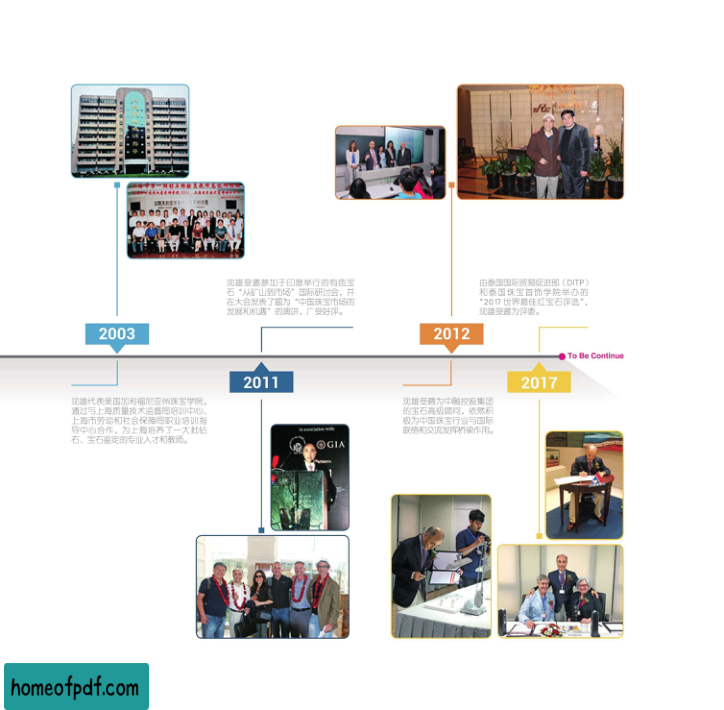 沈雄受邀参加于印度举行的有色宝
石“从矿山到市场”国际研讨会，并
在大会发表了题为“中国珠宝市场的
发展和机遇”的演讲，广受好评。
由泰国国际贸易促进部（DITP）
和泰国珠宝首饰学院举办的
“2017 世界最佳红宝石评选”，
沈雄受邀为评委。
2003
2012
To Be Continue
2011
2017
沈雄代表美国加利福尼亚州珠宝学院，
通过与上海质量技术监督局培训中心、
上海市劳动和社会保障局职业培训指
导中心合作，为上海培养了一大批钻
石、宝石鉴定的专业人才和教师。
沈雄受聘为中融控股集团
的宝石高级顾问，依然积
极为中国珠宝行业与国际
联络和交流发挥桥梁作用。
In association with
GIA
homeofpdf.com